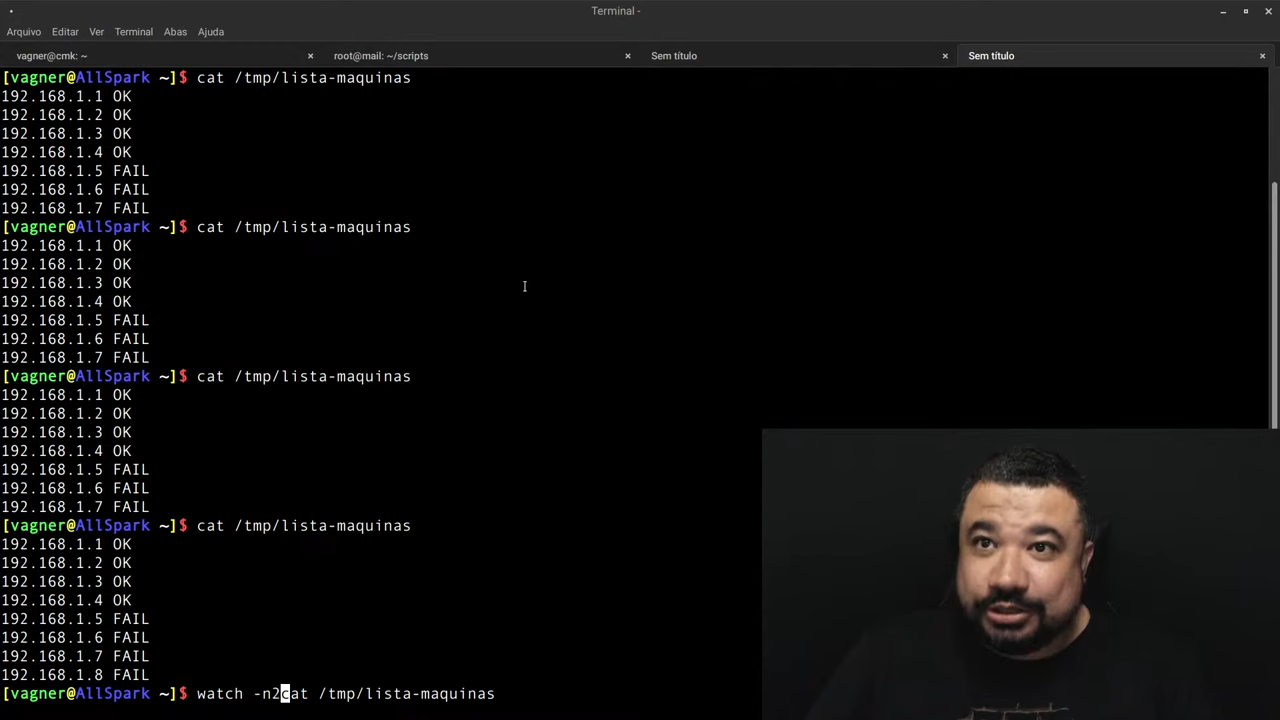 Terminal -
Arquivo Editar Ver Terminal Abas Ajuda
vagner@cmk: ~ root@mail: ~/scripts Sem título Sem título
[vagner@AllSpark ~]$ cat /tmp/lista-maquinas
192.168.1.1 OK
192.168.1.2 OK
192.168.1.3 OK
192.168.1.4 OK
192.168.1.5 FAIL
192.168.1.6 FAIL
192.168.1.7 FAIL
[vagner@AllSpark ~]$ cat /tmp/lista-maquinas
192.168.1.1 OK
192.168.1.2 OK
192.168.1.3 OK
192.168.1.4 OK
192.168.1.5 FAIL
192.168.1.6 FAIL
192.168.1.7 FAIL
[vagner@AllSpark ~]$ cat /tmp/lista-maquinas
192.168.1.1 OK
192.168.1.2 OK
192.168.1.3 OK
192.168.1.4 OK
192.168.1.5 FAIL
192.168.1.6 FAIL
192.168.1.7 FAIL
[vagner@AllSpark ~]$ cat /tmp/lista-maquinas
192.168.1.1 OK
192.168.1.2 OK
192.168.1.3 OK
192.168.1.4 OK
192.168.1.5 FAIL
192.168.1.6 FAIL
192.168.1.7 FAIL
192.168.1.8 FAIL
[vagner@AllSpark ~]$ watch -n2cat /tmp/lista-maquinas